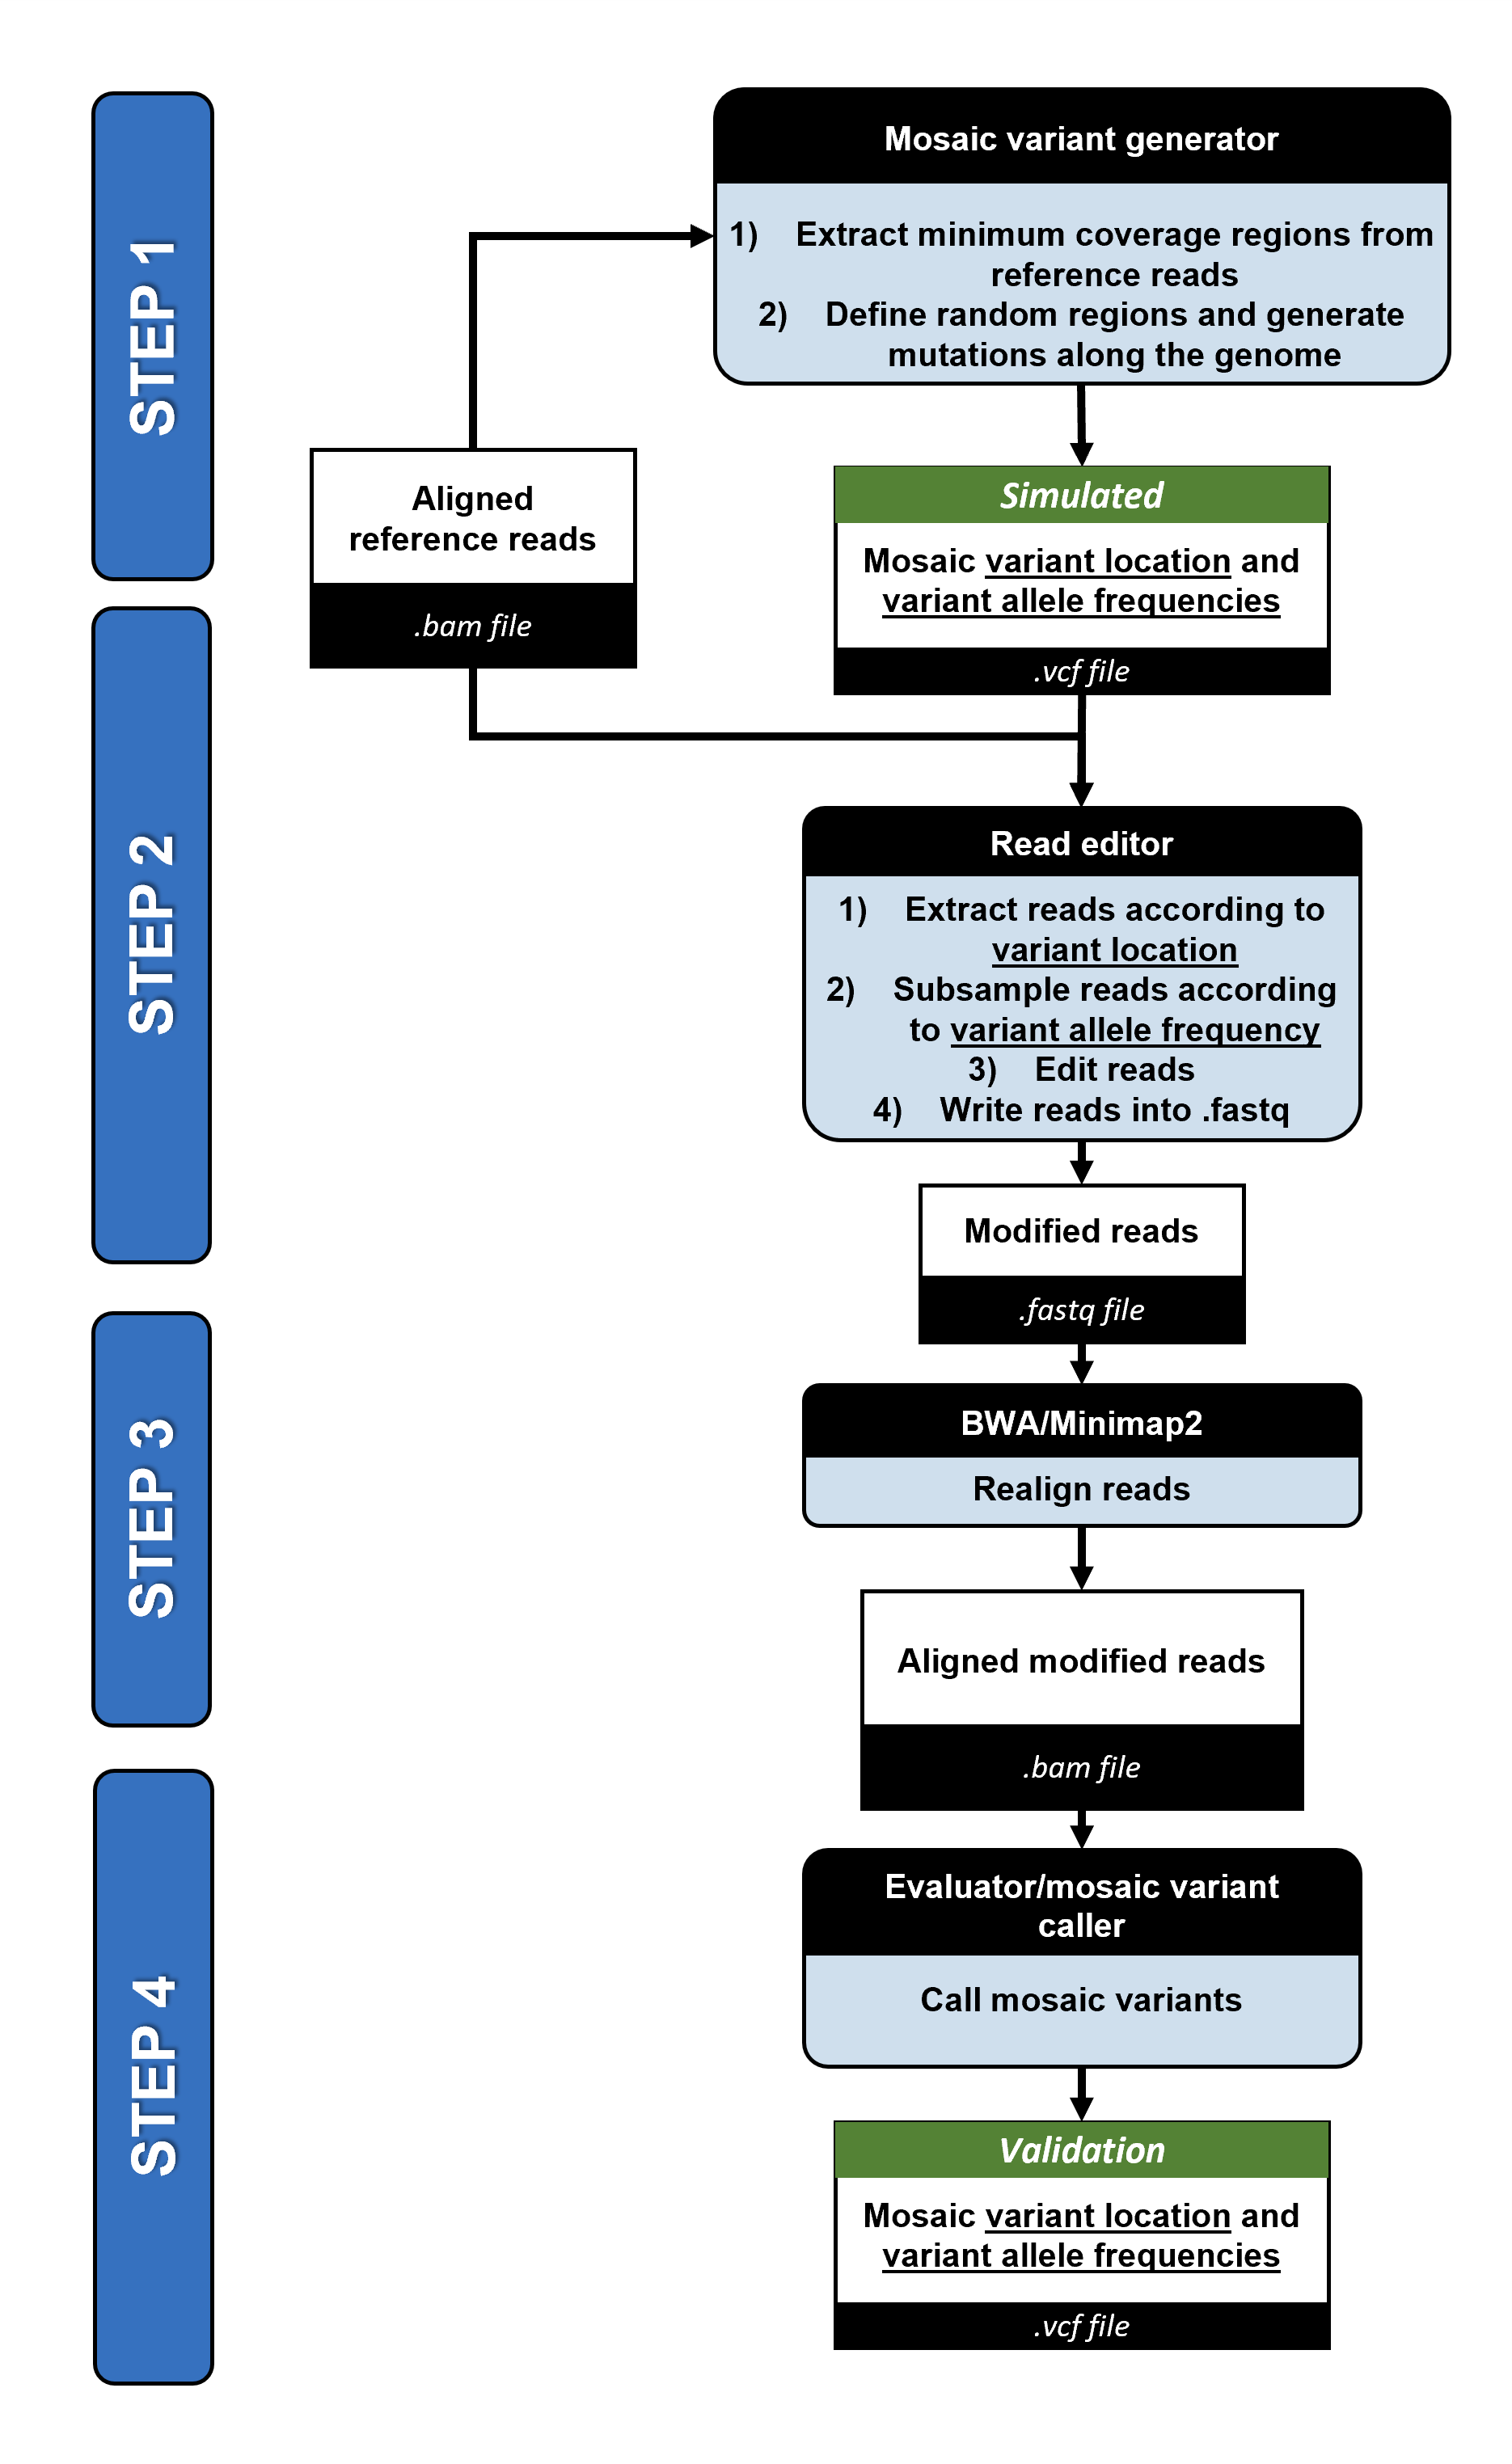 STEP 1
Mosaic variant generator
1) Extract minimum coverage regions from
reference reads
2) Define random regions and generate
mutations along the genome
Aligned
reference reads
.bam file
Simulated
Mosaic variant location and
variant allele frequencies
.vcf file
STEP 2
Read editor
1) Extract reads according to
variant location
2) Subsample reads according
to variant allele frequency
3) Edit reads
4) Write reads into .fastq
Modified reads
.fastq file
STEP 3
BWA/Minimap2
Realign reads
Aligned modified reads
.bam file
STEP 4
Evaluator/mosaic variant
caller
Call mosaic variants
Validation
Mosaic variant location and
variant allele frequencies
.vcf file